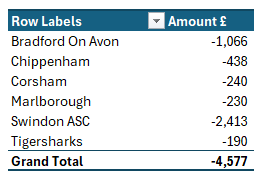 Row Labels Amount £
Bradford On Avon -1,066
Chippenham -438
Corsham -240
Marlborough -230
Swindon ASC -2,413
Tigersharks -190
Grand Total -4,577